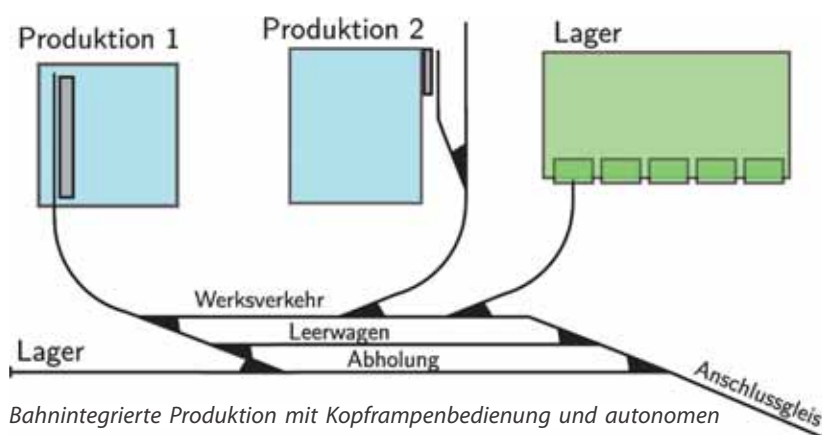 Produktion 1
Produktion 2
Lager
Werksverkehr
Leerwagen
Lager
Abholung
Anschlussgleis
Bahnintegrierte Produktion mit Kopframpenbedienung und autonomen